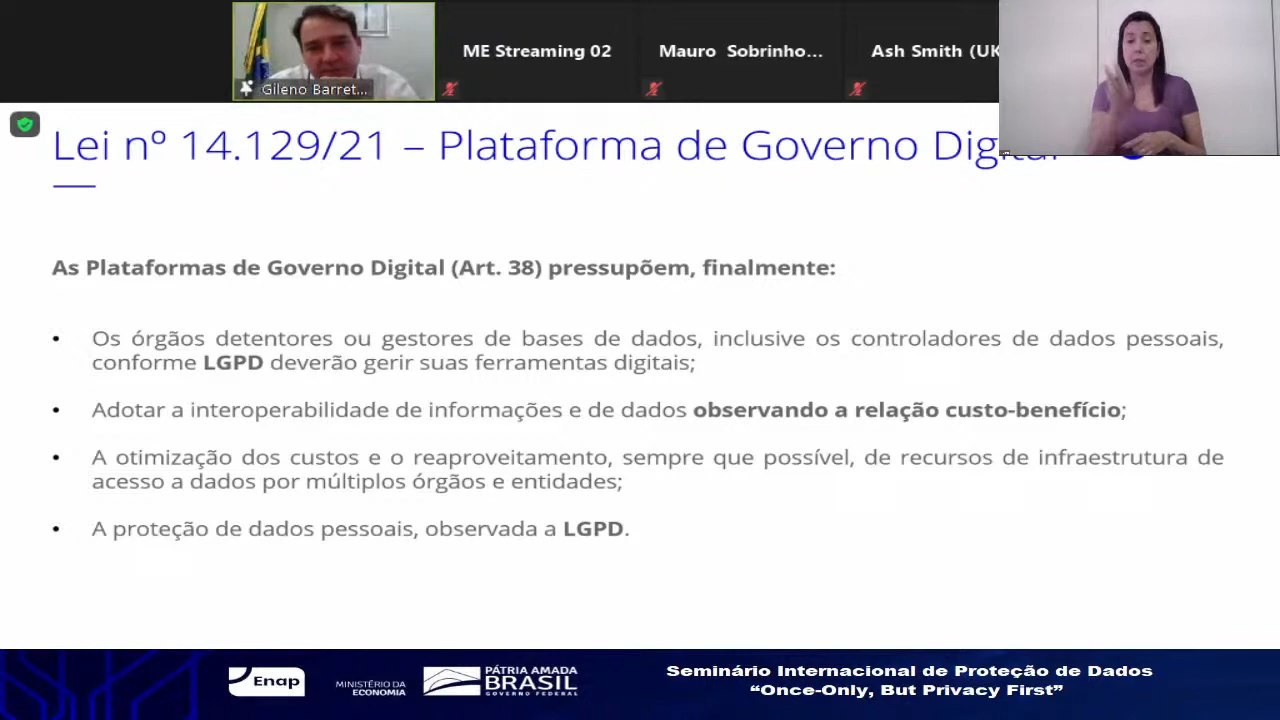 ME Streaming 02
Mauro Sobrinho...
Ash Smith (UK
Gileno Barret...
Lei nº 14.129/21 – Plataforma de Governo Digital
As Plataformas de Governo Digital (Art. 38) pressupõem, finalmente:
• Os órgãos detentores ou gestores de bases de dados, inclusive os controladores de dados pessoais,
conforme LGPD deverão gerir suas ferramentas digitais;
• Adotar a interoperabilidade de informações e de dados observando a relação custo-benefício;
• A otimização dos custos e o reaproveitamento, sempre que possível, de recursos de infraestrutura de
acesso a dados por múltiplos órgãos e entidades;
• A proteção de dados pessoais, observada a LGPD.
Enap
MINISTÉRIO DA
ECONOMIA
PÁTRIA AMADA
BRASIL
GOVERNO FEDERAL
Seminário Internacional de Proteção de Dados
“Once-Only, But Privacy First”